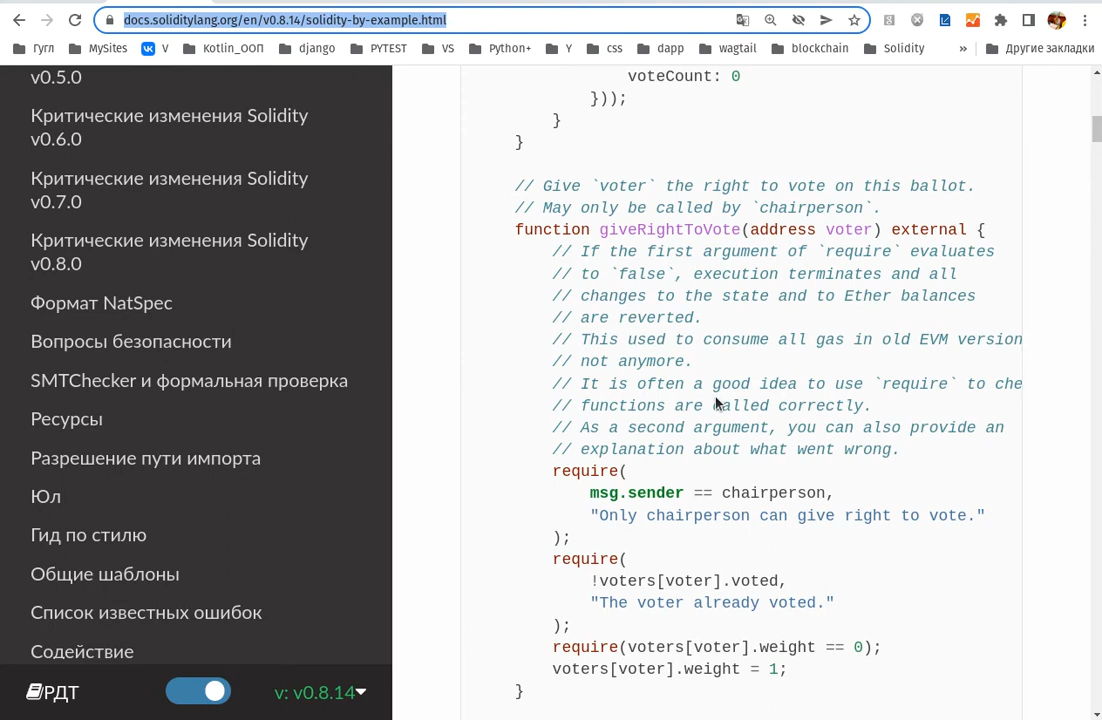 docs.soliditylang.org/en/v0.8.14/solidity-by-example.html
Гугл MySites V Kotlin_ООП django PYTEST VS Python+ Y css dapp wagtail blockchain Solidity » Другие закладки
v0.5.0
Критические изменения Solidity
v0.6.0
Критические изменения Solidity
v0.7.0
Критические изменения Solidity
v0.8.0
Формат NatSpec
Вопросы безопасности
SMTChecker и формальная проверка
Ресурсы
Разрешение пути импорта
Юл
Гид по стилю
Общие шаблоны
Список известных ошибок
Содействие
РДТ v: v0.8.14
voteCount: 0
}));
}
}
// Give `voter` the right to vote on this ballot.
// May only be called by `chairperson`.
function giveRightToVote(address voter) external {
// If the first argument of `require` evaluates
// to `false`, execution terminates and all
// changes to the state and to Ether balances
// are reverted.
// This used to consume all gas in old EVM version
// not anymore.
// It is often a good idea to use `require` to che
// functions are called correctly.
// As a second argument, you can also provide an
// explanation about what went wrong.
require(
msg.sender == chairperson,
"Only chairperson can give right to vote."
);
require(
!voters[voter].voted,
"The voter already voted."
);
require(voters[voter].weight == 0);
voters[voter].weight = 1;
}